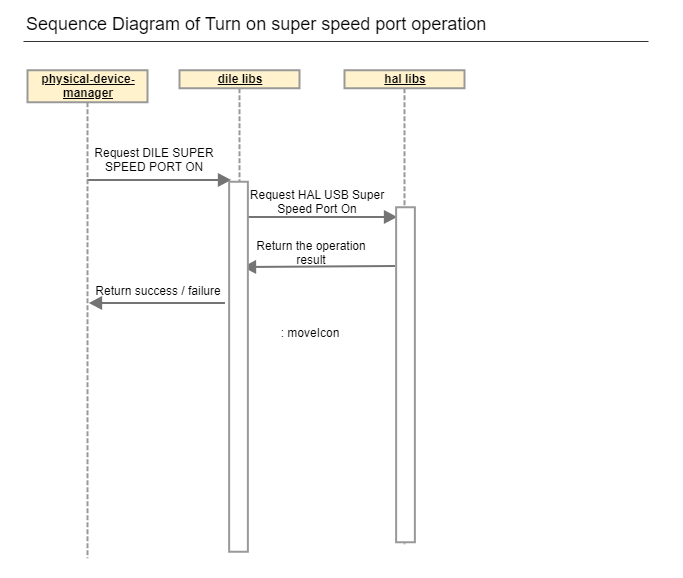 Sequence Diagram of Turn on super speed port operation
physical-device-
manager
dile libs
hal libs
Request DILE SUPER
SPEED PORT ON
Request HAL USB Super
Speed Port On
Return the operation
result
Return success / failure
: moveIcon